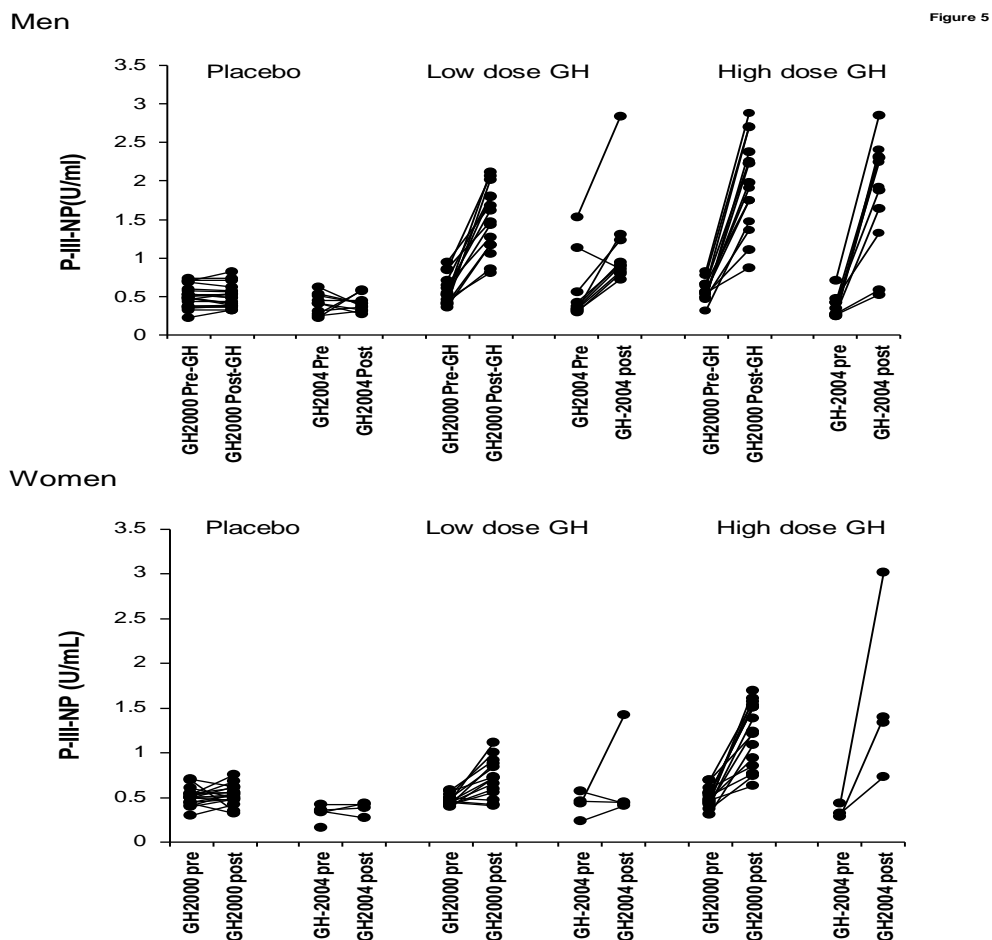 Men
Figure 5
Placebo Low dose GH High dose GH
P-III-NP(U/ml)
3.5
3
2.5
2
1.5
1
0.5
0
GH2000 Pre-GH
GH2000 Post-GH
GH2004 Pre
GH2004 Post
GH2000 Pre-GH
GH2000 Post-GH
GH2004 Pre
GH-2004 post
GH2000 Pre-GH
GH2000 Post-GH
GH-2004 pre
GH-2004 post
Women
Placebo Low dose GH High dose GH
P-III-NP (U/mL)
3.5
3
2.5
2
1.5
1
0.5
0
GH2000 pre
GH2000 post
GH-2004 pre
GH2004 post
GH2000 pre
GH2000 post
GH-2004 pre
GH2004 post
GH2000 pre
GH2000 post
GH-2004 pre
GH2004 post